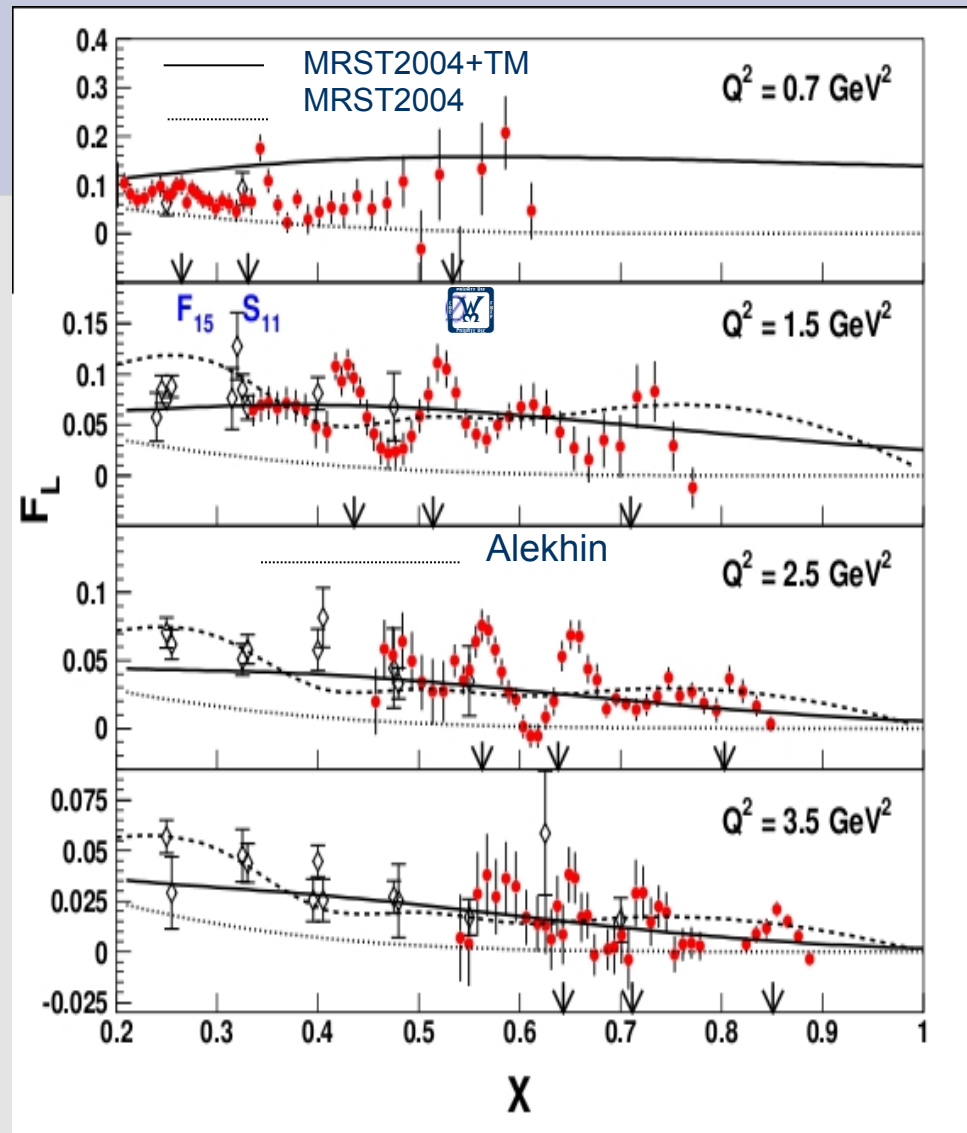 0.4
MRST2004+TM
MRST2004
Q² = 0.7 GeV²
0.3
0.2
0.1
0
F₁₅ S₁₁
Q² = 1.5 GeV²
0.15
0.1
0.05
0
F_L
Alekhin
Q² = 2.5 GeV²
0.1
0.05
0
Q² = 3.5 GeV²
0.075
0.05
0.025
0
-0.025
0.2 0.3 0.4 0.5 0.6 0.7 0.8 0.9 1
X